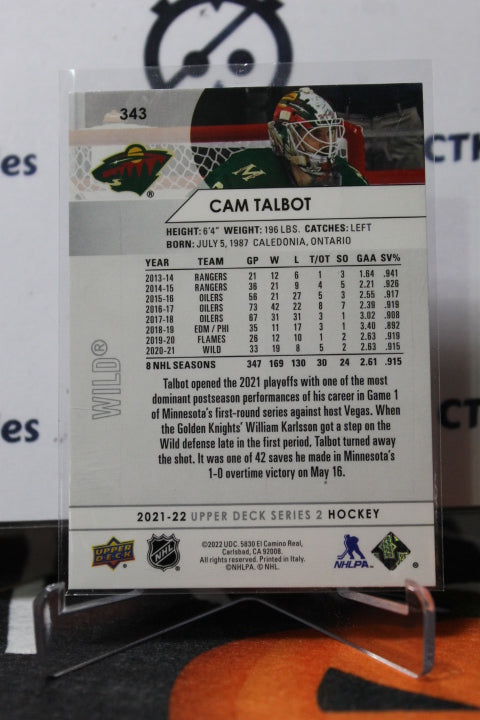 343
ies
CTK
M
®
CAM TALBOT
HEIGHT: 6'4" WEIGHT: 196 LBS. CATCHES: LEFT
BORN: JULY 5, 1987 CALEDONIA, ONTARIO
YEAR TEAM GP W L T/OT SO GAA SV%
2013-14 RANGERS 21 12 6 1 3 1.64 .941
2014-15 RANGERS 36 21 9 4 5 2.21 .926
2015-16 OILERS 56 21 27 5 3 2.55 .917
2016-17 OILERS 73 42 22 8 7 2.39 .919
2017-18 OILERS 67 31 31 3 1 3.02 .908
2018-19 EDM / PHI 35 11 17 3 1 3.40 .892
2019-20 FLAMES 26 12 10 1 2 2.63 .919
2020-21 WILD 33 19 8 5 2 2.63 .915
8 NHL SEASONS 347 169 130 30 24 2.61 .915
WILD®
Talbot opened the 2021 playoffs with one of the most
dominant postseason performances of his career in Game 1
of Minnesota's first-round series against host Vegas. When
the Golden Knights' William Karlsson got a step on the
Wild defense late in the first period, Talbot turned away
the shot. It was one of 42 saves he made in Minnesota's
1-0 overtime victory on May 16.
es
2021-22 UPPER DECK SERIES 2 HOCKEY
UPPER
DECK
NHL
©2022 UDC. 5830 El Camino Real,
Carlsbad, CA 92008.
All rights reserved. Printed in Italy.
©NHLPA. © NHL.
NHLPA
®